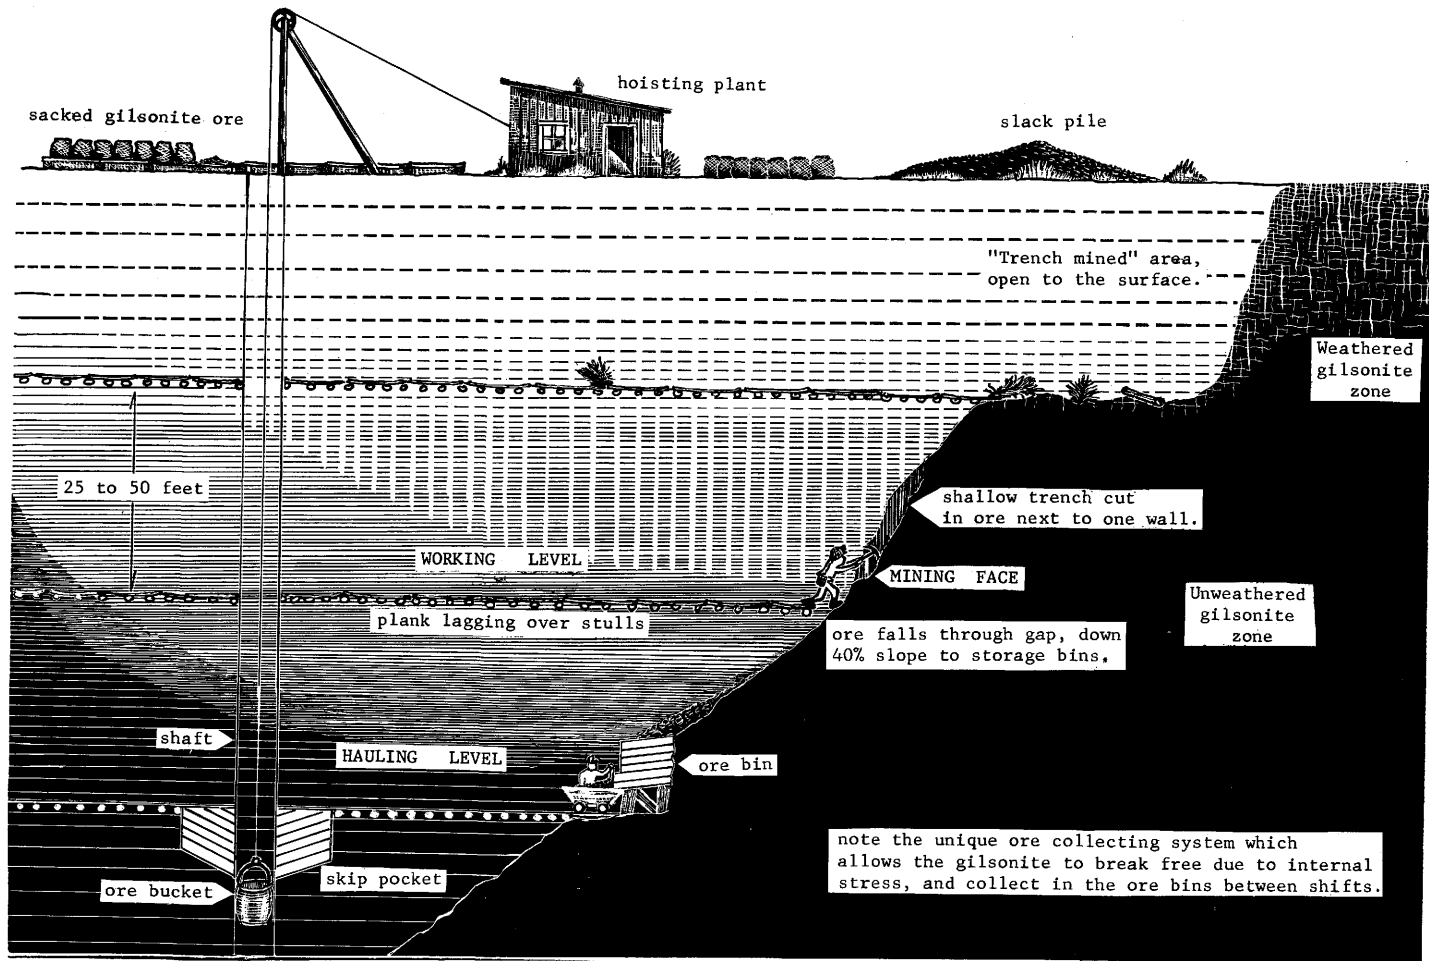 hoisting plant
sacked gilsonite ore
slack pile
"Trench mined" area,
open to the surface.
Weathered
gilsonite
zone
25 to 50 feet
shallow trench cut
in ore next to one wall.
WORKING LEVEL
MINING FACE
Unweathered
gilsonite
zone
plank lagging over stulls
ore falls through gap, down
40% slope to storage bins.
shaft
HAULING LEVEL
ore bin
note the unique ore collecting system which
allows the gilsonite to break free due to internal
stress, and collect in the ore bins between shifts.
skip pocket
ore bucket